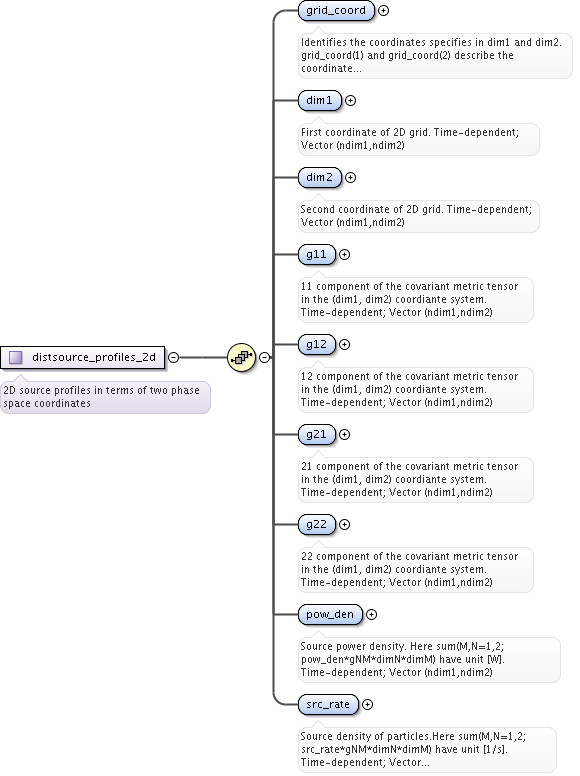 grid_coord
Identifies the coordinates specifies in dim1 and dim2.
grid_coord(1) and grid_coord(2) describe the
coordinate...
dim1
First coordinate of 2D grid. Time-dependent;
Vector (ndim1,ndim2)
dim2
Second coordinate of 2D grid. Time-dependent;
Vector (ndim1,ndim2)
g11
11 component of the covariant metric tensor
in the (dim1, dim2) coordiante system.
Time-dependent; Vector (ndim1,ndim2)
distsource_profiles_2d
2D source profiles in terms of two phase
space coordinates
g12
12 component of the covariant metric tensor
in the (dim1, dim2) coordiante system.
Time-dependent; Vector (ndim1,ndim2)
g21
21 component of the covariant metric tensor
in the (dim1, dim2) coordiante system.
Time-dependent; Vector (ndim1,ndim2)
g22
22 component of the covariant metric tensor
in the (dim1, dim2) coordiante system.
Time-dependent; Vector (ndim1,ndim2)
pow_den
Source power density. Here sum(M,N=1,2;
pow_den*gNM*dimN*dimM) have unit [W].
Time-dependent; Vector (ndim1,ndim2)
src_rate
Source density of particles.Here sum(M,N=1,2;
src_rate*gNM*dimN*dimM) have unit [1/s].
Time-dependent; Vector...